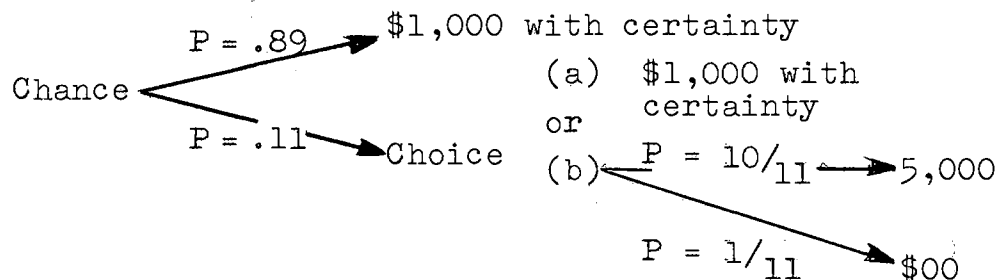 P = .89 $1,000 with certainty
Chance (a) $1,000 with
certainty
or
P = .11 Choice
(b) P = 10/11 5,000
P = 1/11 $00